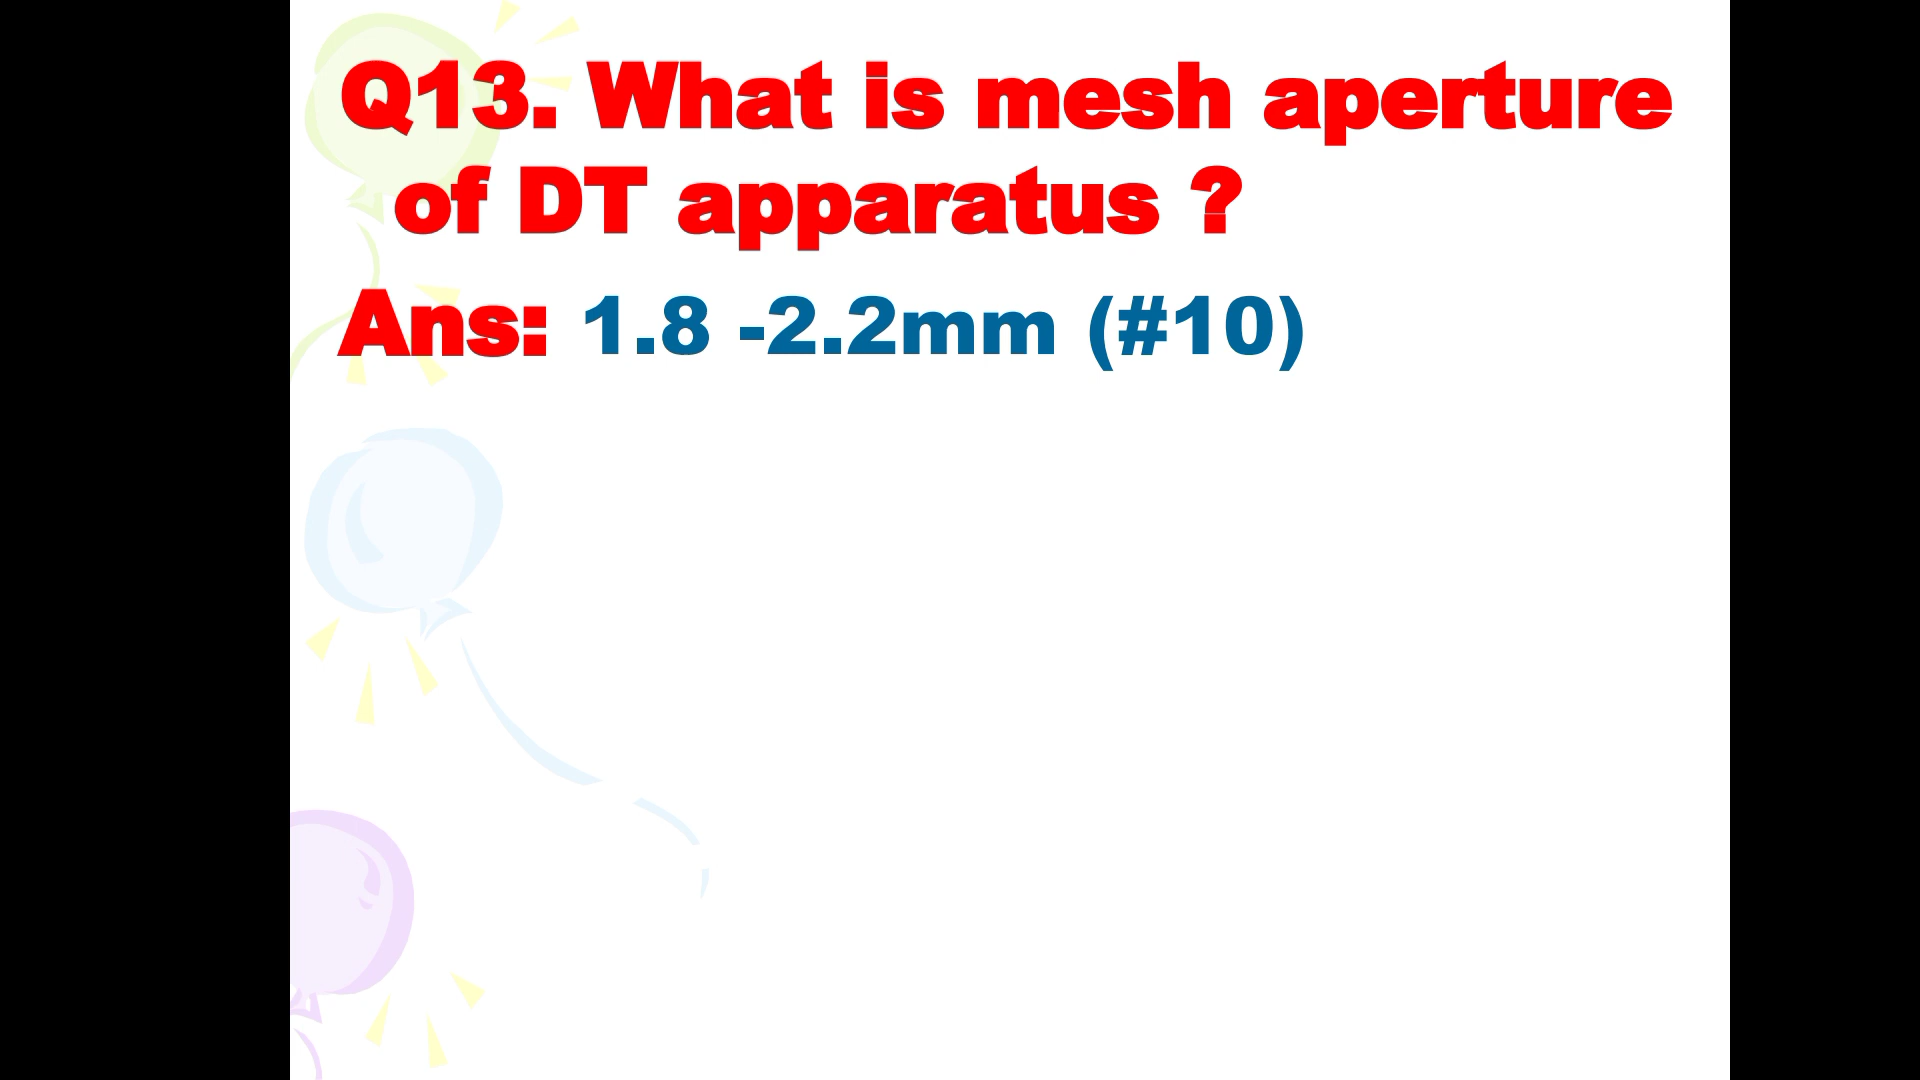 Q13. What is mesh aperture
of DT apparatus ?
Ans: 1.8 -2.2mm (#10)